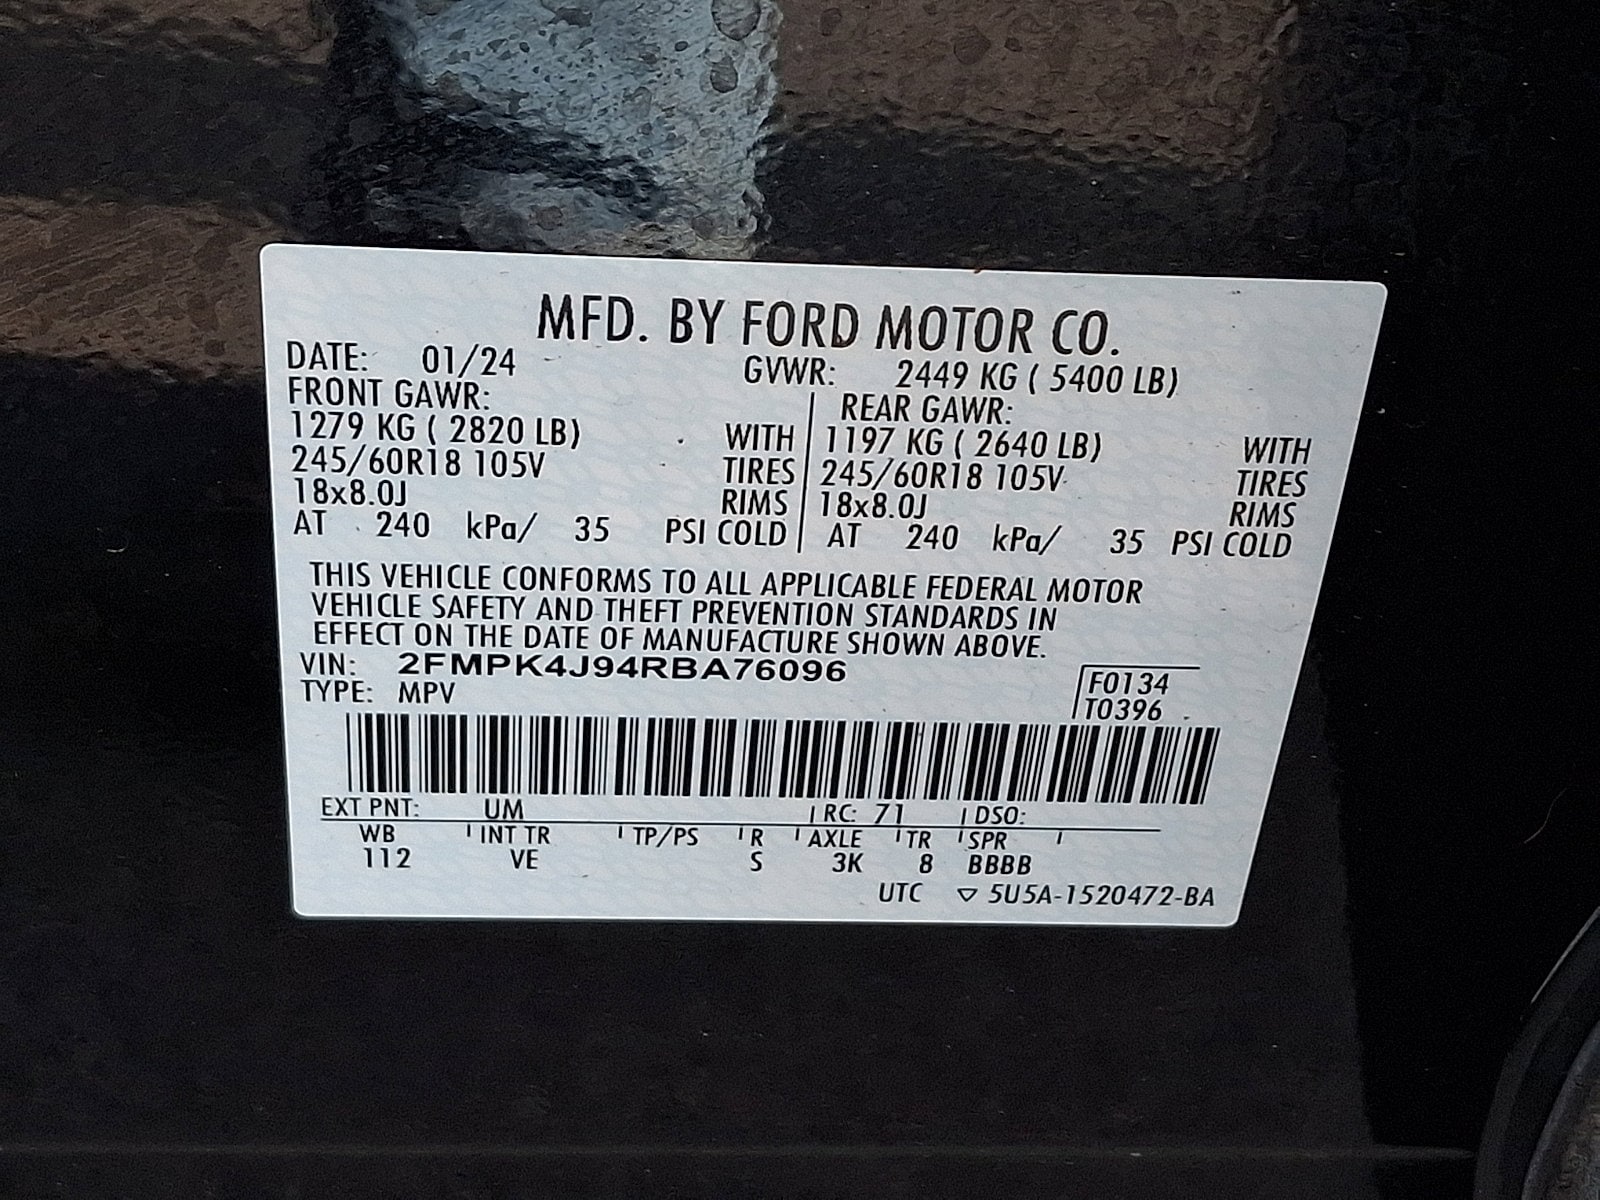 MFD. BY FORD MOTOR CO.
DATE: 01/24 GVWR: 2449 KG ( 5400 LB)
FRONT GAWR: REAR GAWR:
1279 KG ( 2820 LB) WITH 1197 KG ( 2640 LB) WITH
245/60R18 105V TIRES 245/60R18 105V TIRES
18x8.0J RIMS 18x8.0J RIMS
AT 240 kPa/ 35 PSI COLD AT 240 kPa/ 35 PSI COLD
THIS VEHICLE CONFORMS TO ALL APPLICABLE FEDERAL MOTOR
VEHICLE SAFETY AND THEFT PREVENTION STANDARDS IN
EFFECT ON THE DATE OF MANUFACTURE SHOWN ABOVE.
VIN: 2FMPK4J94RBA76096
TYPE: MPV
F0134
T0396
EXT PNT: UM RC: 71 DSO:
WB INT TR TP/PS R AXLE TR SPR
112 VE S 3K 8 BBBB
UTC ▽ 5U5A-1520472-BA